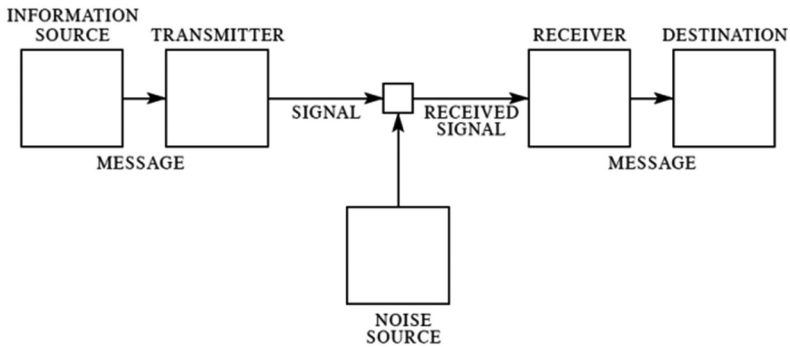 INFORMATION
SOURCE
TRANSMITTER
RECEIVER
DESTINATION
SIGNAL
RECEIVED
SIGNAL
MESSAGE
MESSAGE
NOISE
SOURCE